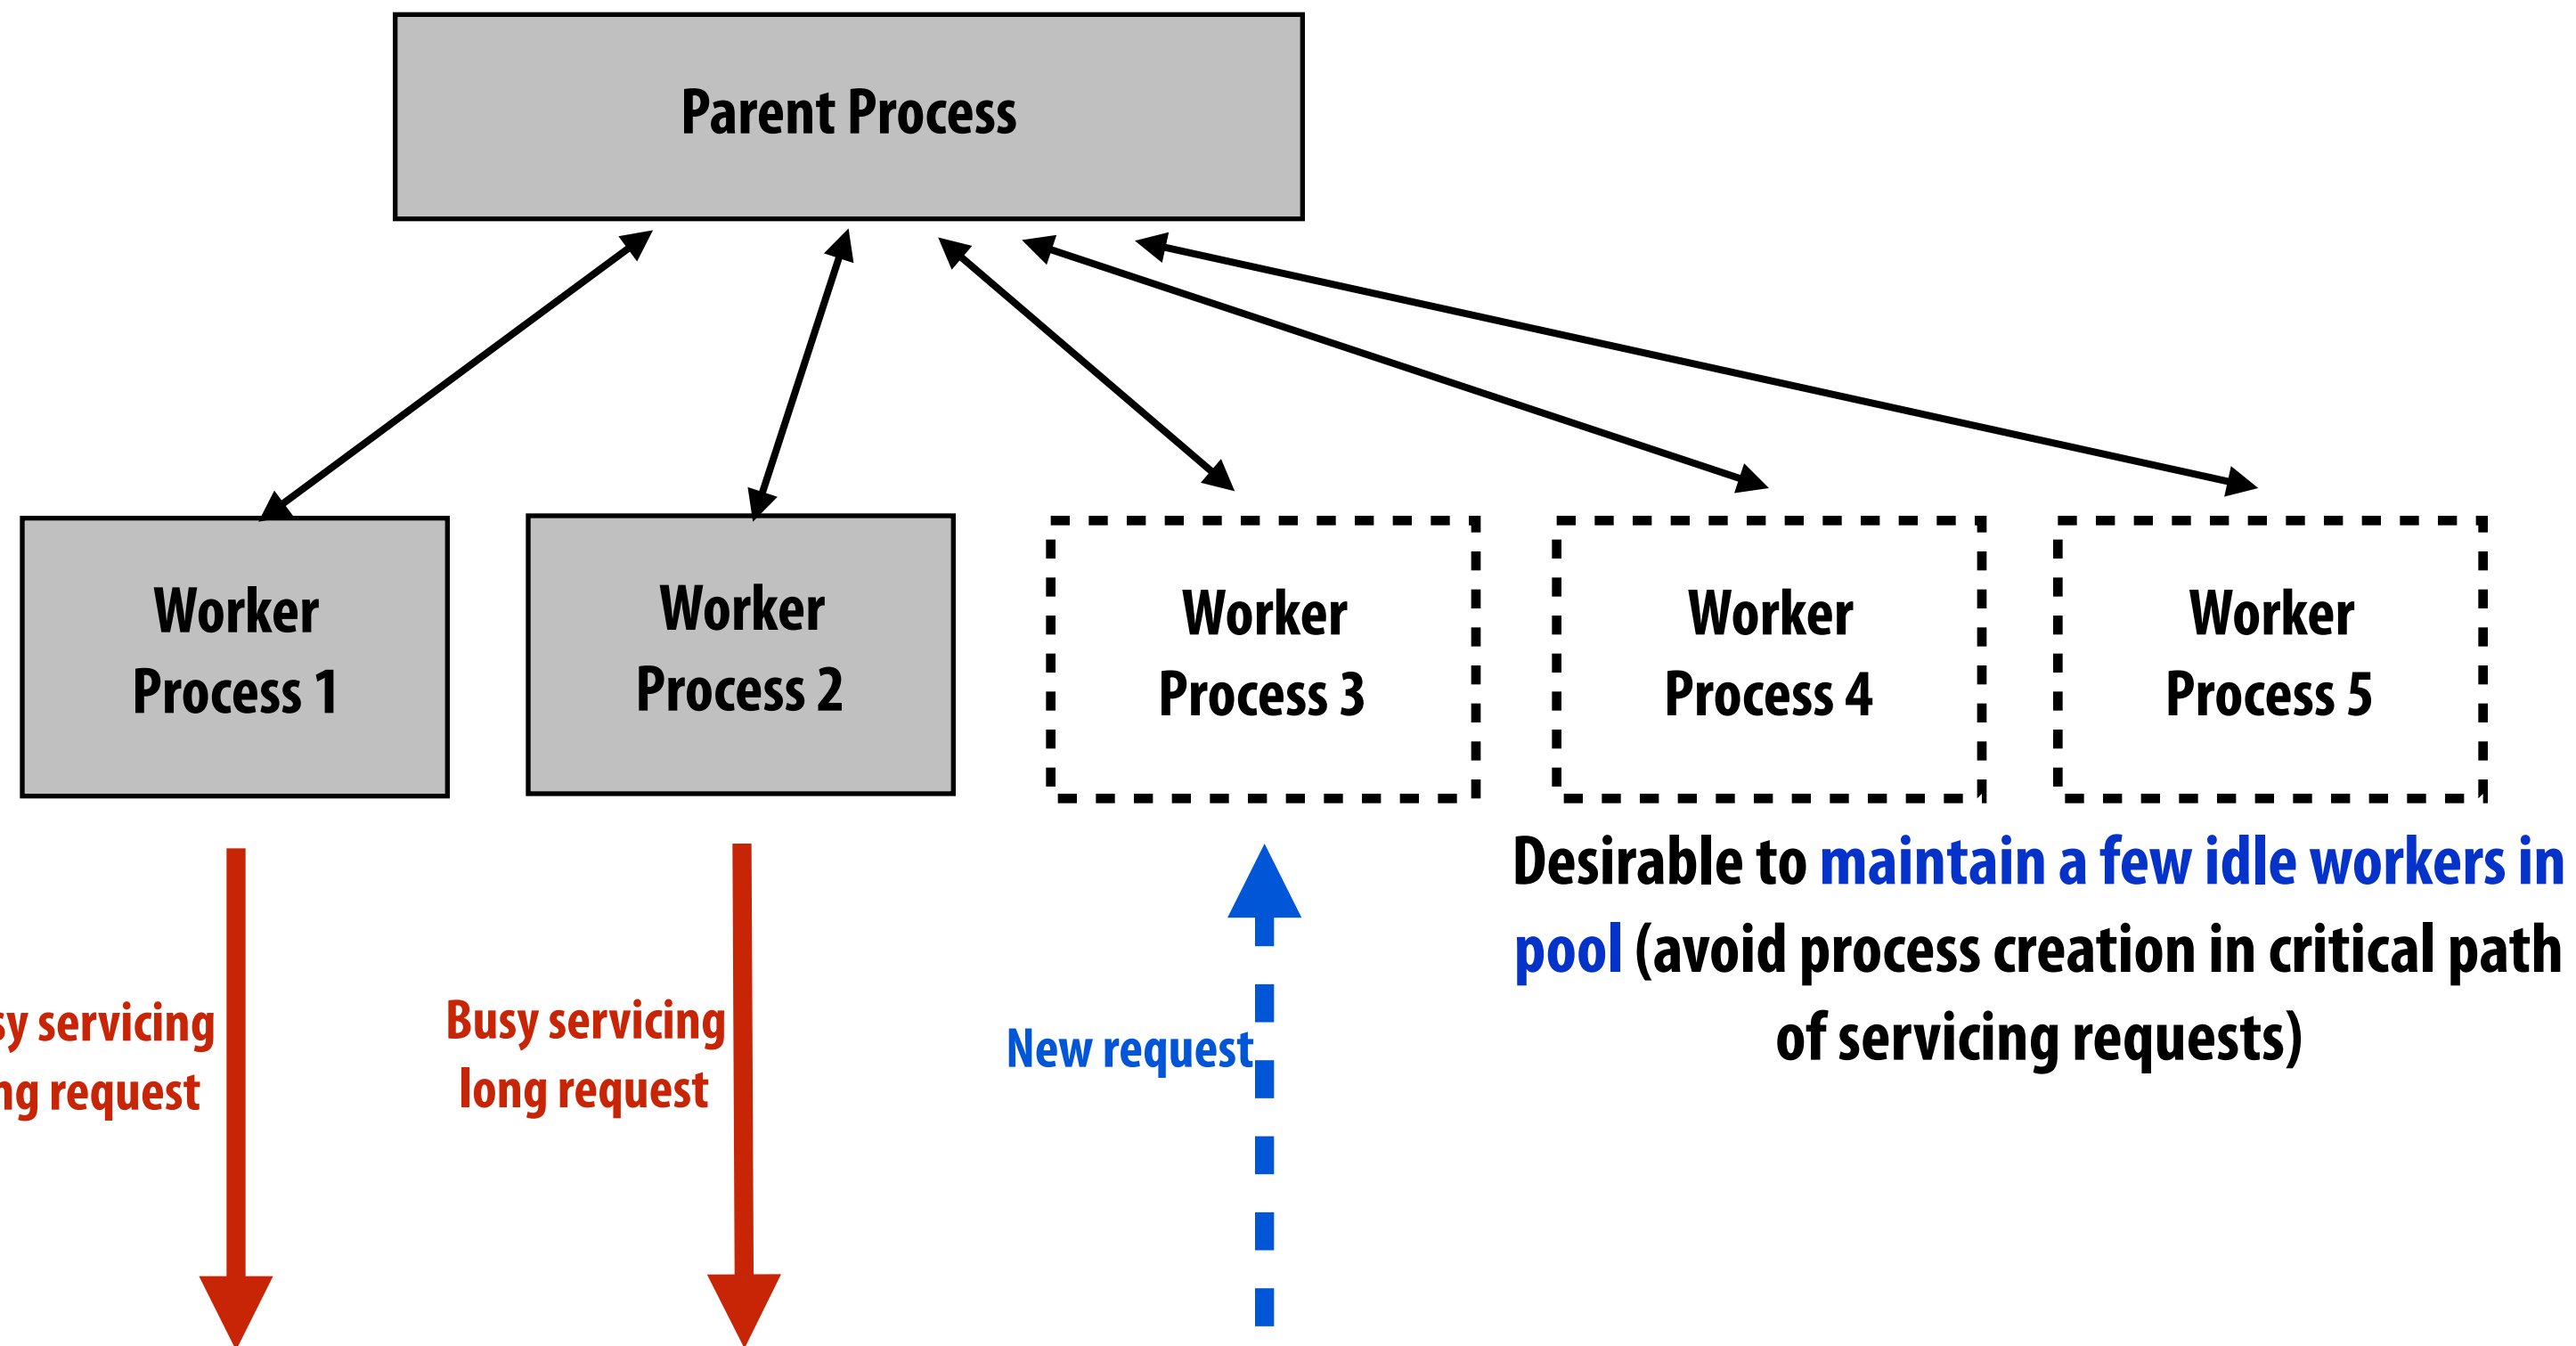 Parent Process
Worker
Process 1
Worker
Process 2
Worker
Process 3
Worker
Process 4
Worker
Process 5
servicing
request
Busy servicing
long request
New request
Desirable to maintain a few idle workers in
pool (avoid process creation in critical path
of servicing requests)